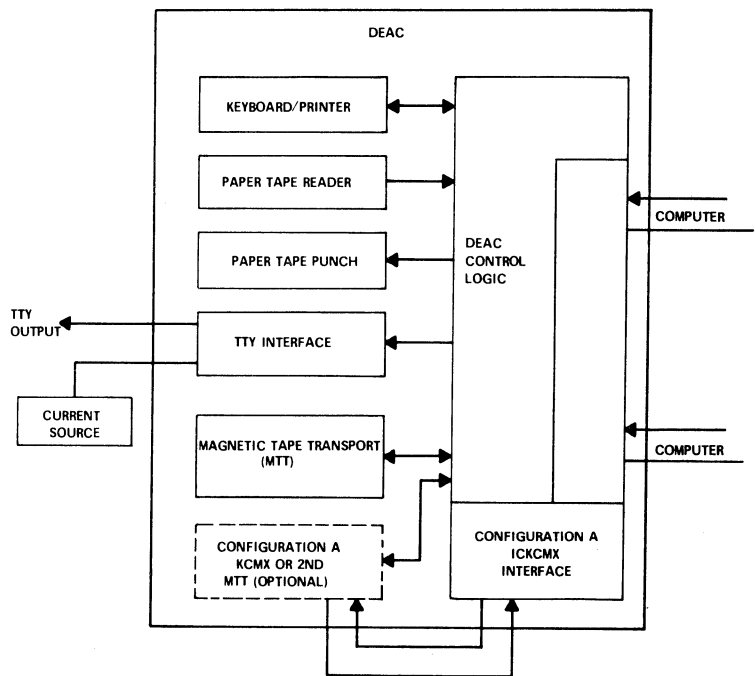 DEAC
KEYBOARD/PRINTER
PAPER TAPE READER
COMPUTER
DEAC
CONTROL
LOGIC
PAPER TAPE PUNCH
TTY
OUTPUT
TTY INTERFACE
CURRENT
SOURCE
MAGNETIC TAPE TRANSPORT
(MTT)
COMPUTER
CONFIGURATION A
KCMX OR 2ND
MTT (OPTIONAL)
CONFIGURATION A
ICKCMX
INTERFACE